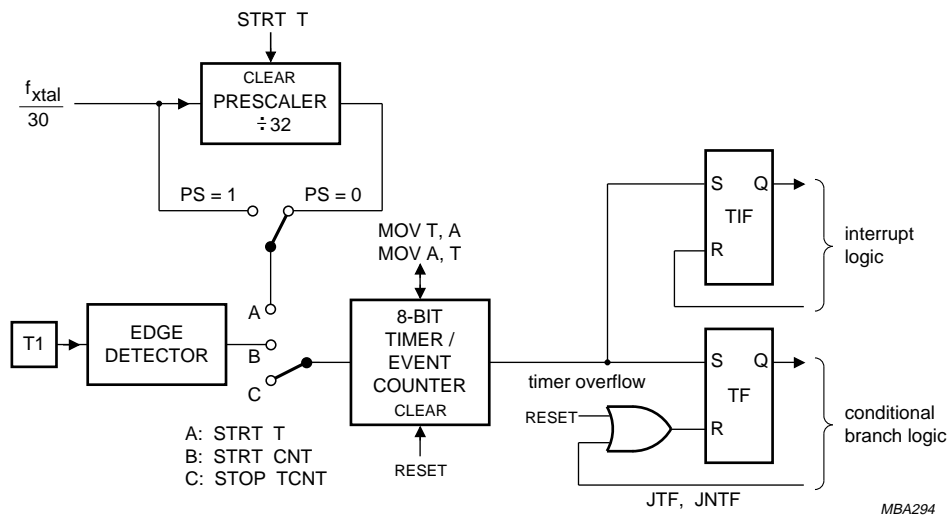 STRT T
f xtal
30
CLEAR
PRESCALER
÷32
PS = 1
PS = 0
MOV T, A
MOV A, T
T1
EDGE
DETECTOR
A
B
C
8-BIT
TIMER /
EVENT
COUNTER
CLEAR
RESET
A: STRT T
B: STRT CNT
C: STOP TCNT
timer overflow
S Q
TIF
R
interrupt
logic
S Q
TF
R
RESET
JTF, JNTF
conditional
branch logic
MBA294